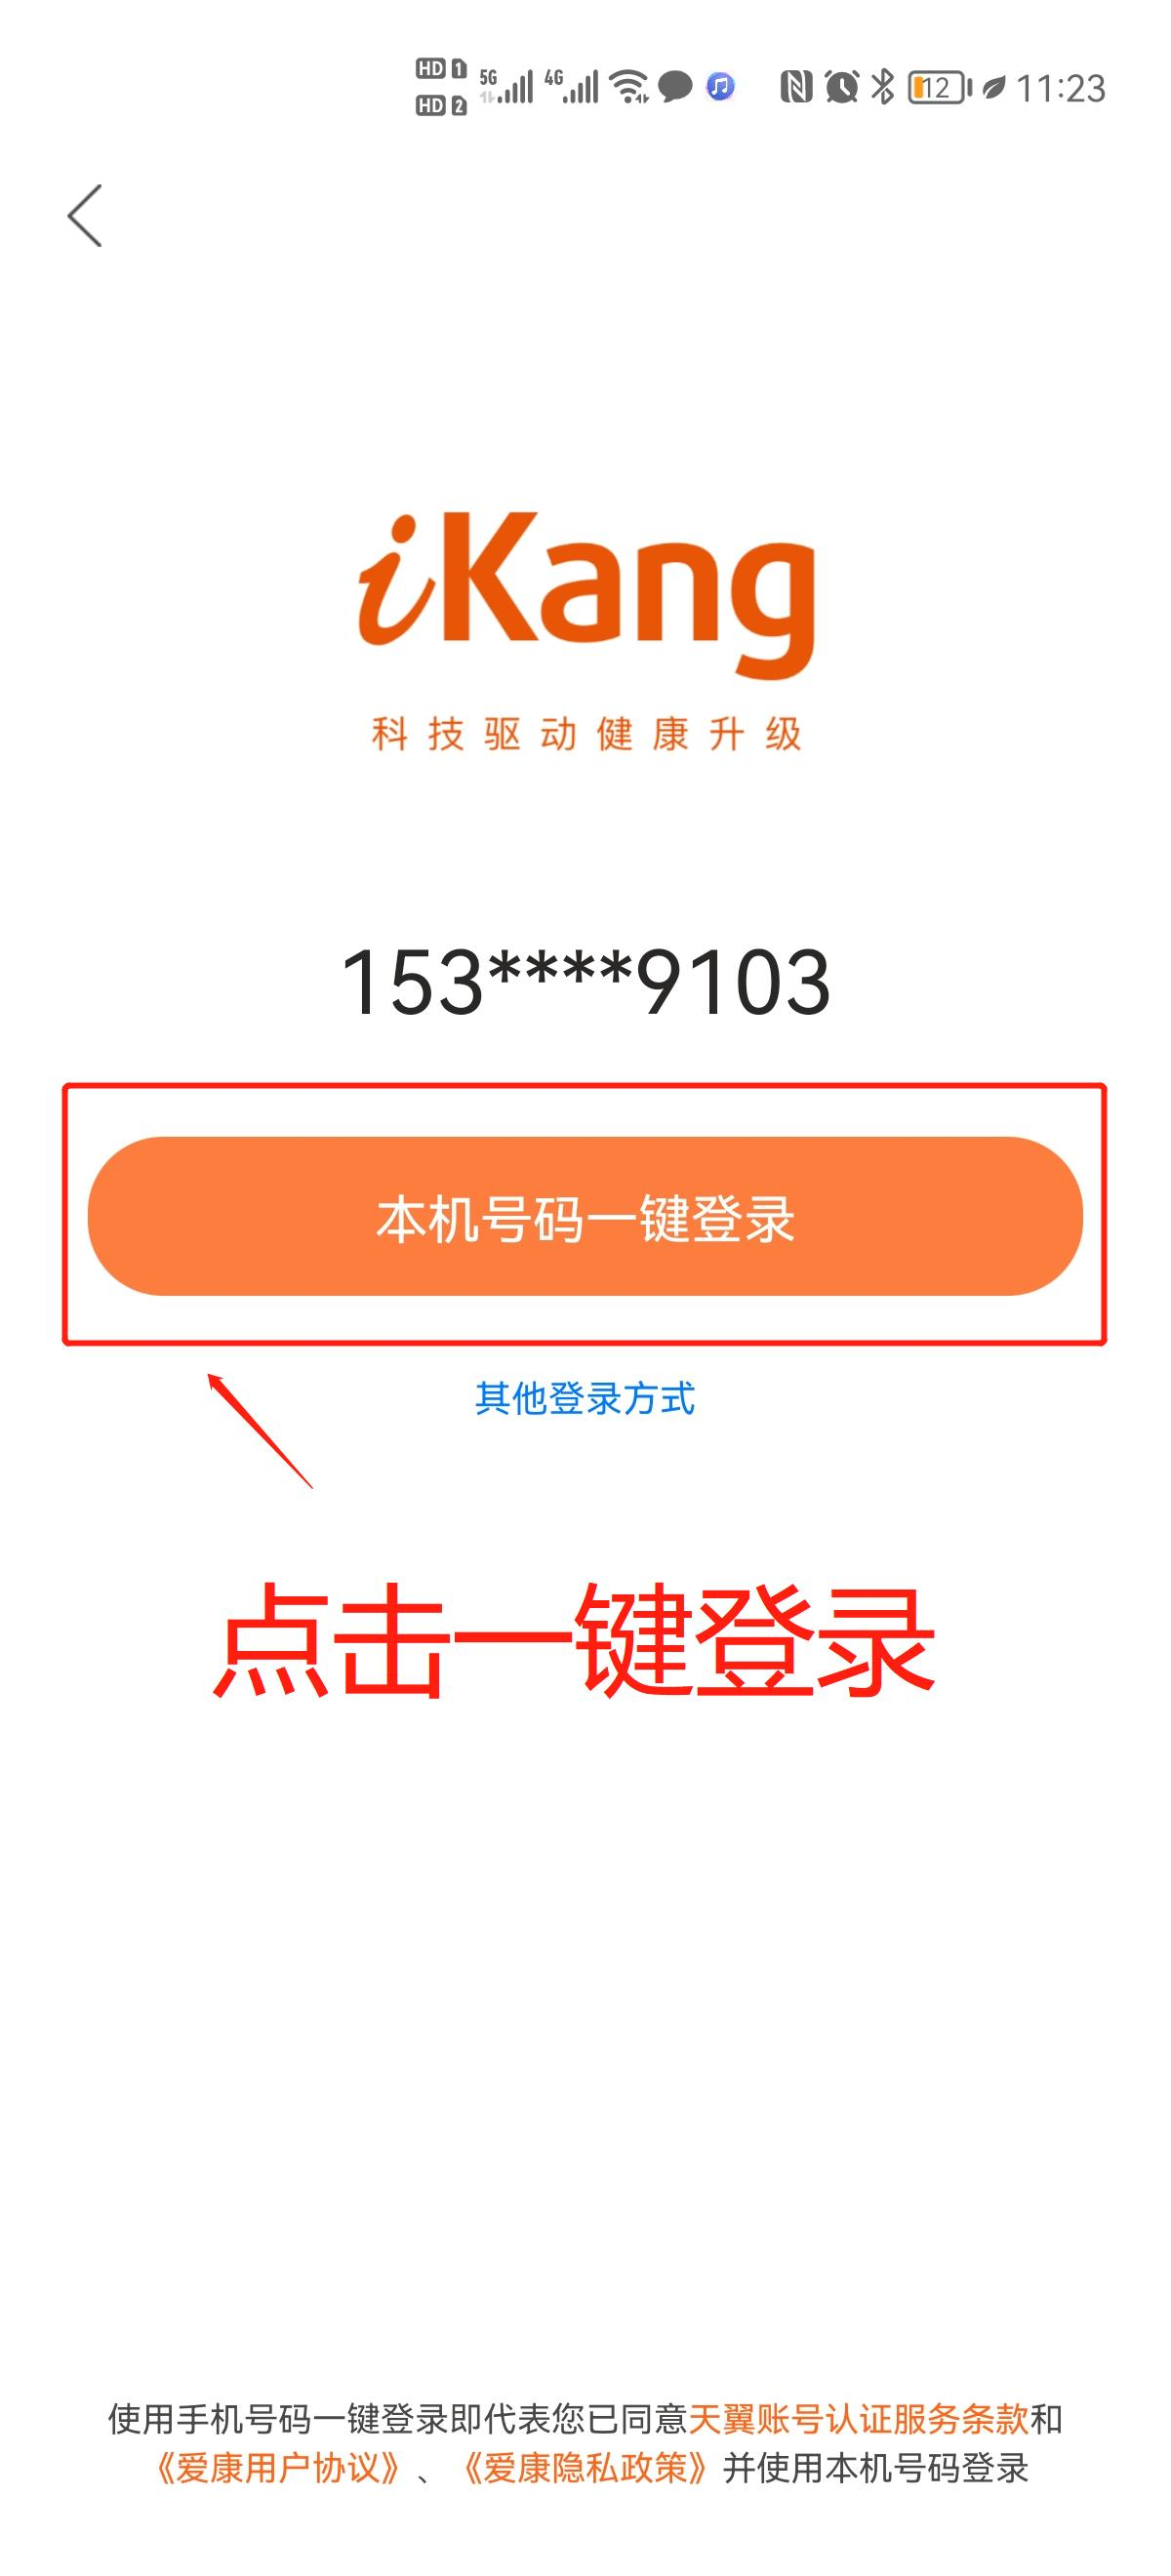 HD 1 5G 4G 12 11:23
HD 2
iKang
科技驱动健康升级
153****9103
本机号码一键登录
其他登录方式
点击一键登录
使用手机号码一键登录即代表您已同意天翼账号认证服务条款和
《爱康用户协议》、《爱康隐私政策》并使用本机号码登录